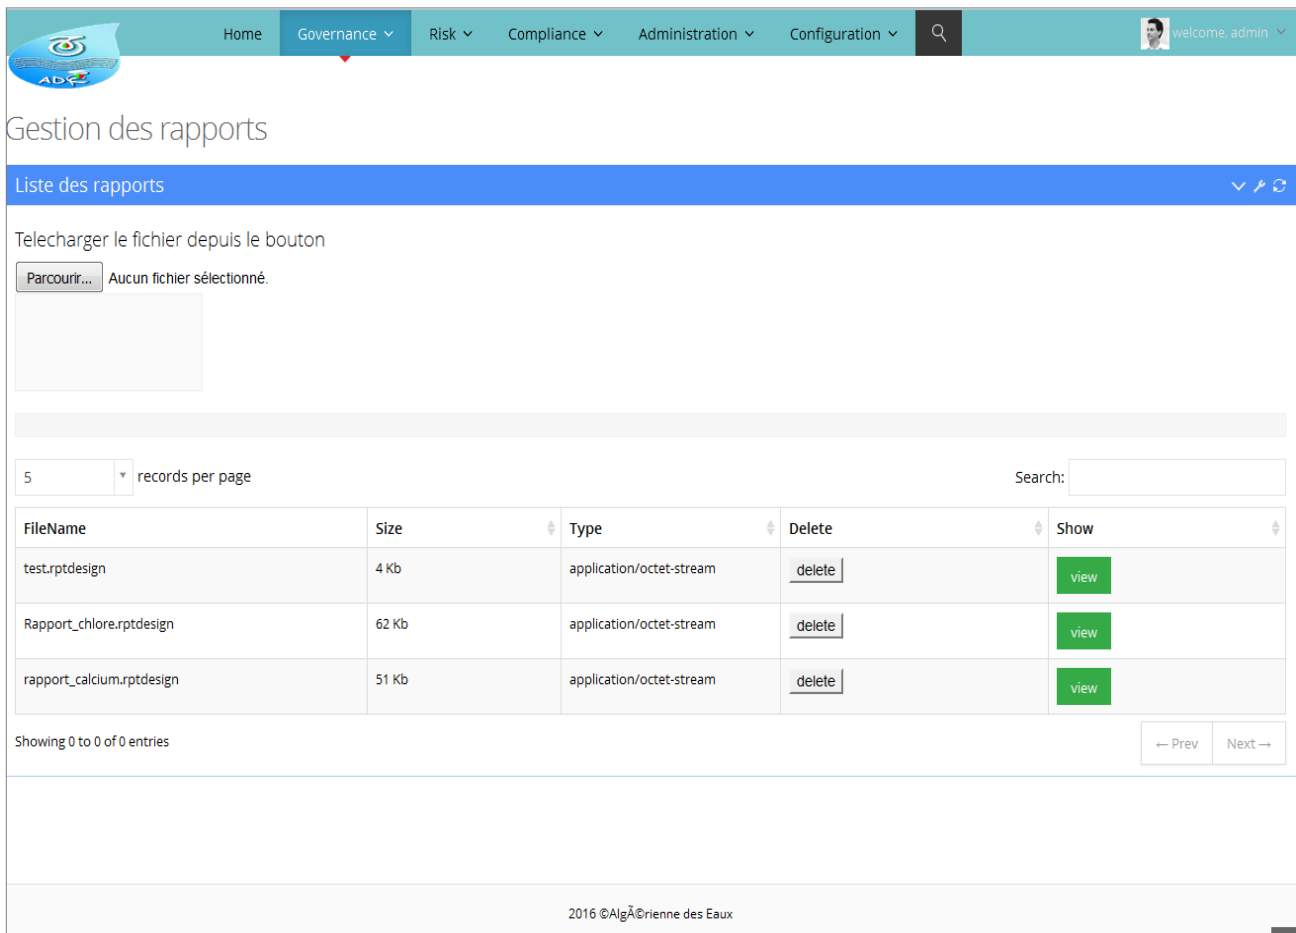 Home Governance Risk Compliance Administration Configuration welcome, admin
ADE
Gestion des rapports
Liste des rapports
Telecharger le fichier depuis le bouton
Parcourir... Aucun fichier sélectionné.
5 records per page Search:
FileName Size Type Delete Show
test.rptdesign 4 Kb application/octet-stream delete view
Rapport_chlore.rptdesign 62 Kb application/octet-stream delete view
rapport_calcium.rptdesign 51 Kb application/octet-stream delete view
Showing 0 to 0 of 0 entries ← Prev Next →
2016 ©AlgÃ©rienne des Eaux